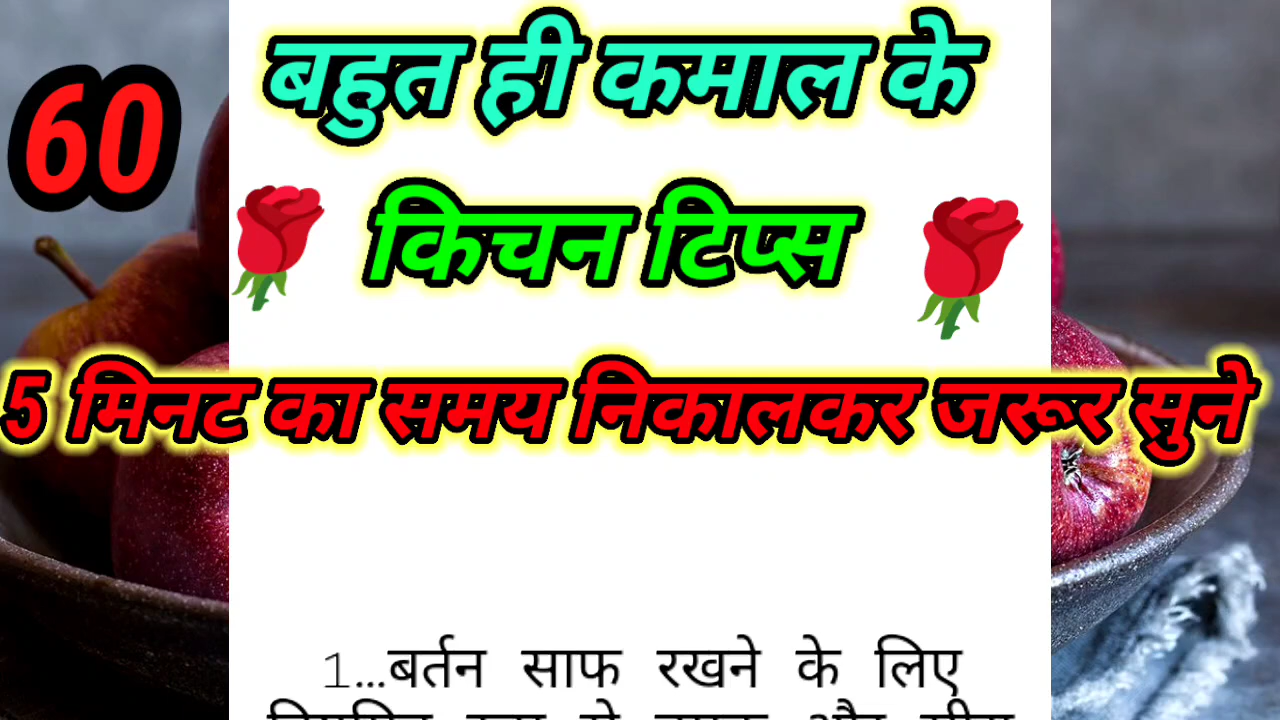 60
बहुत ही कमाल के
किचन टिप्स
5 मिनट का समय निकालकर जरूर सुने
1...बर्तन साफ रखने के लिए